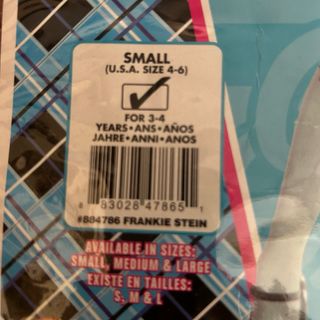 SMALL
(U.S.A. SIZE 4-6)
FOR 3-4
YEARS•ANS•AÑOS
JAHRE•ANNI•ANOS
8 83028 47865 1
#884786 FRANKIE STEIN
AVAILABLE IN SIZES:
SMALL, MEDIUM & LARGE
EXISTE EN TAILLES:
S, M & L